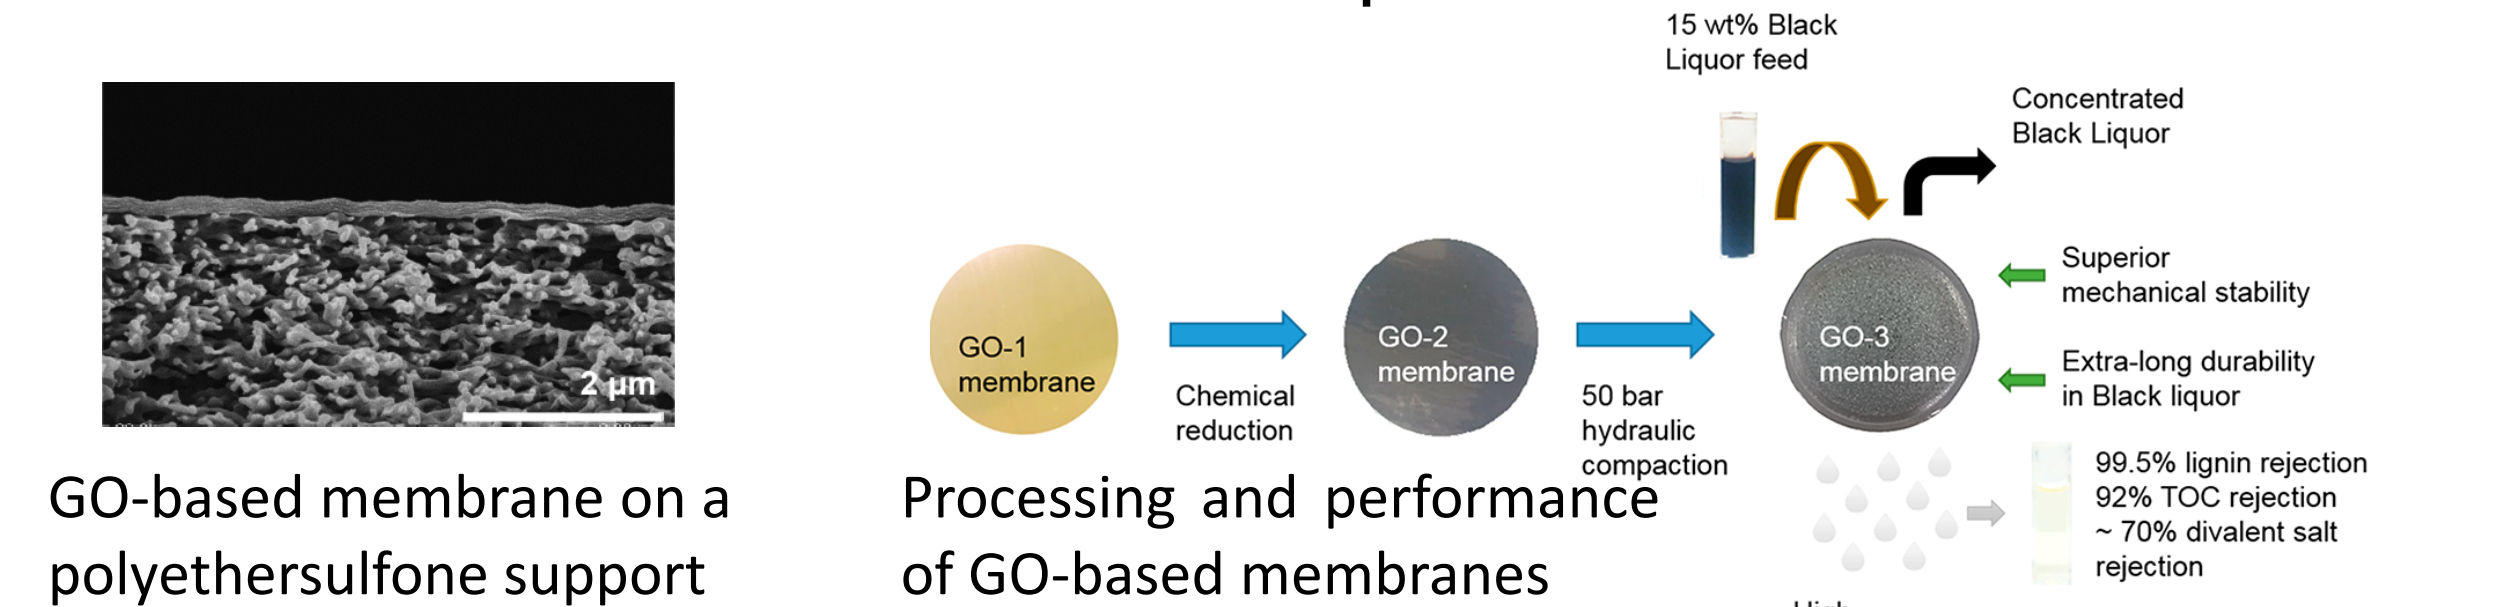 2 µm
GO-based membrane on a
polyethersulfone support
GO-1
membrane
Chemical
reduction
GO-2
membrane
50 bar
hydraulic
compaction
15 wt% Black
Liquor feed
Concentrated
Black Liquor
GO-3
membrane
Superior
mechanical stability
Extra-long durability
in Black liquor
99.5% lignin rejection
92% TOC rejection
~ 70% divalent salt
rejection
Processing and performance
of GO-based membranes